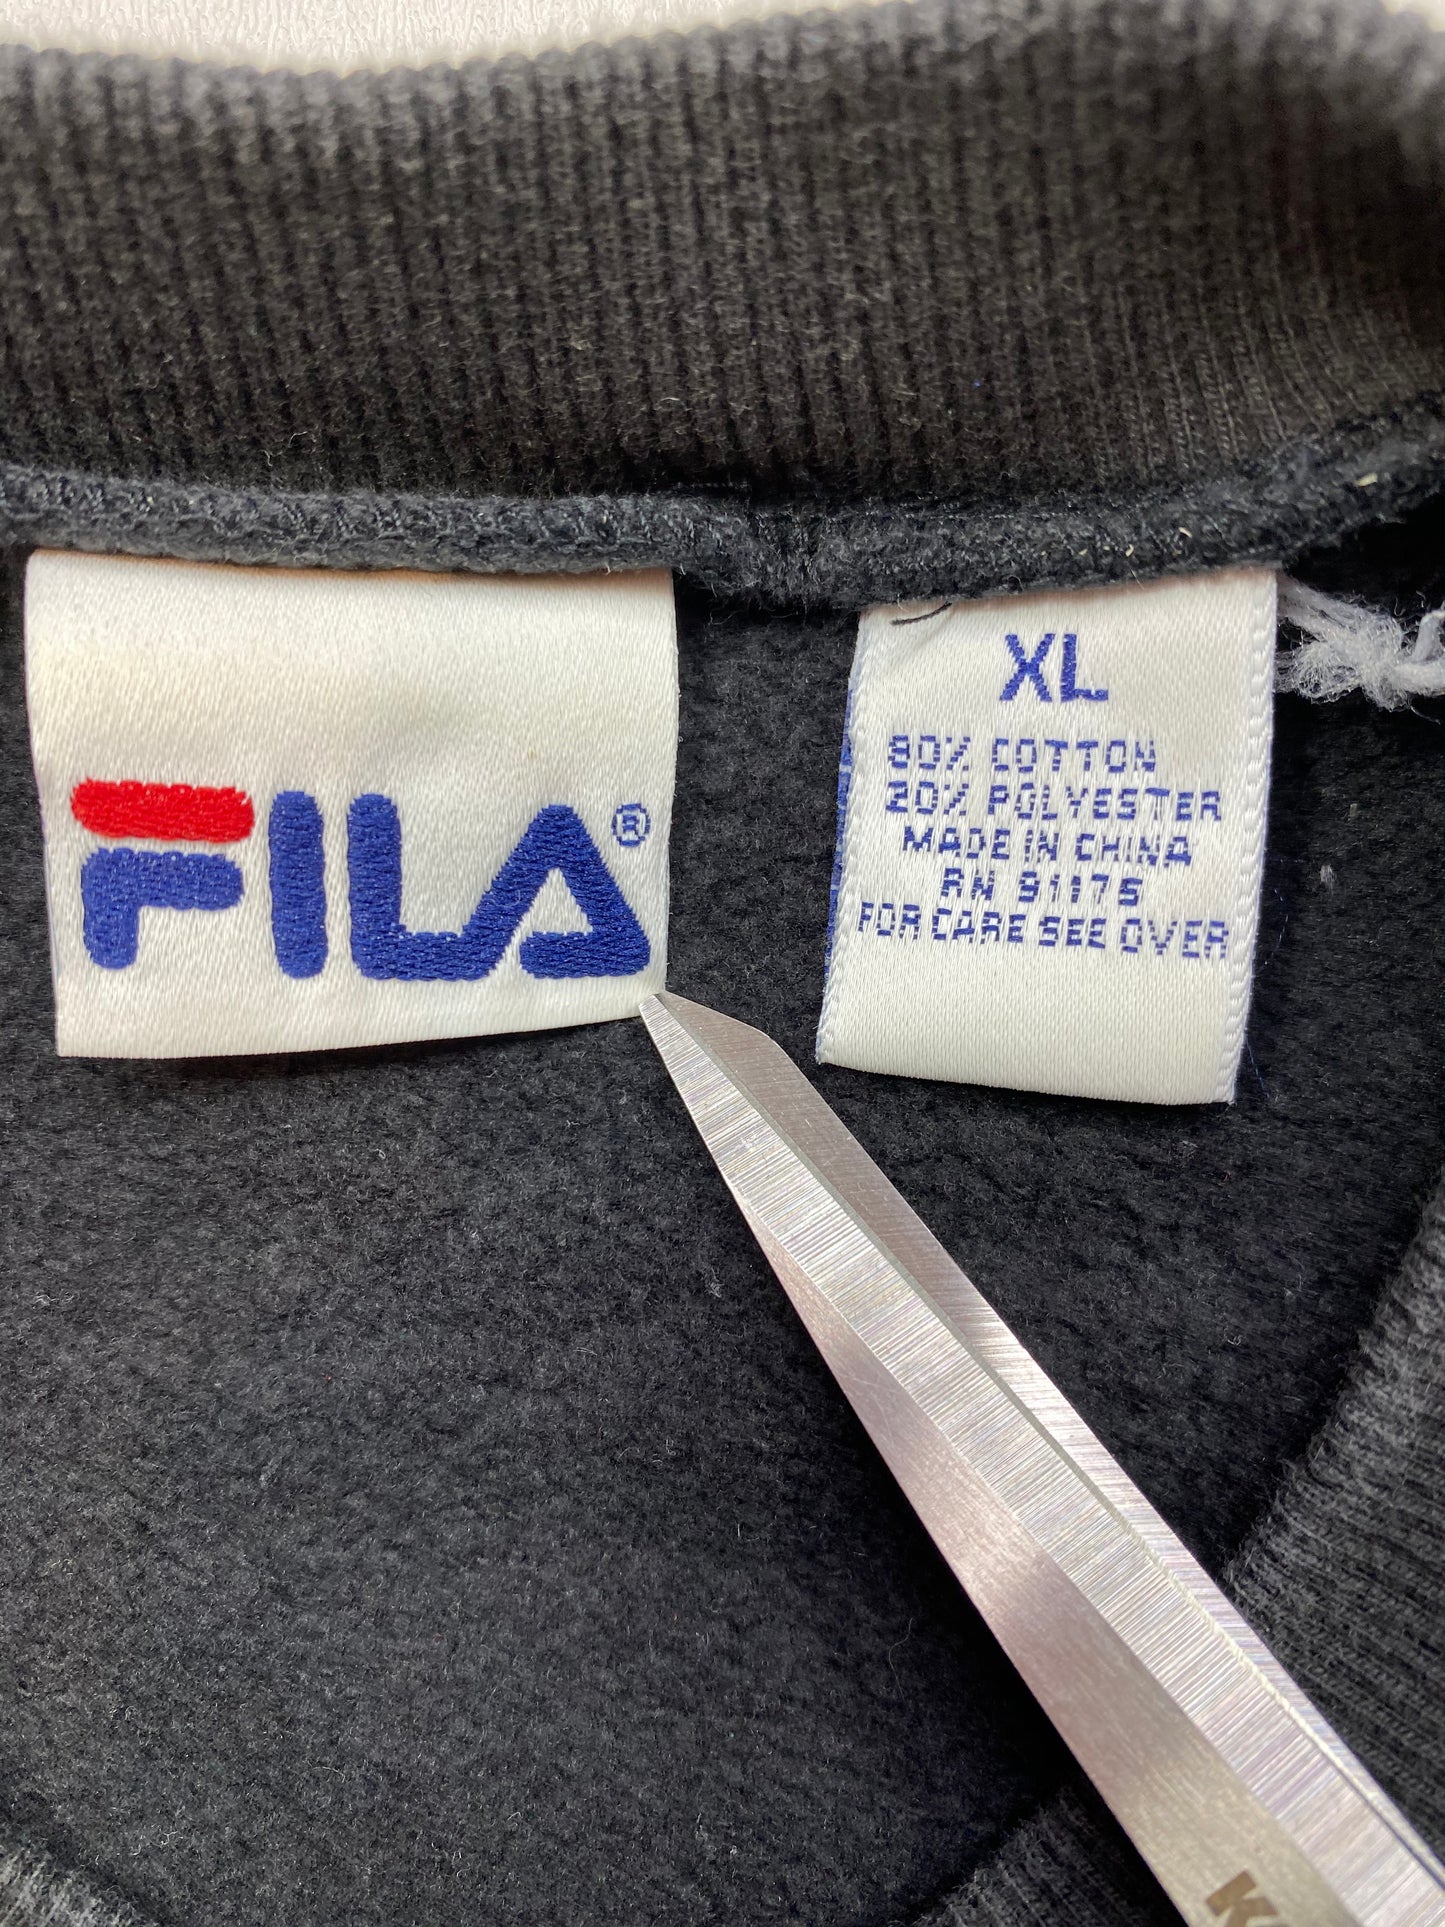 FILA®
XL
80% COTTON
20% POLYESTER
MADE IN CHINA
RN 91175
FOR CARE SEE OVER
K